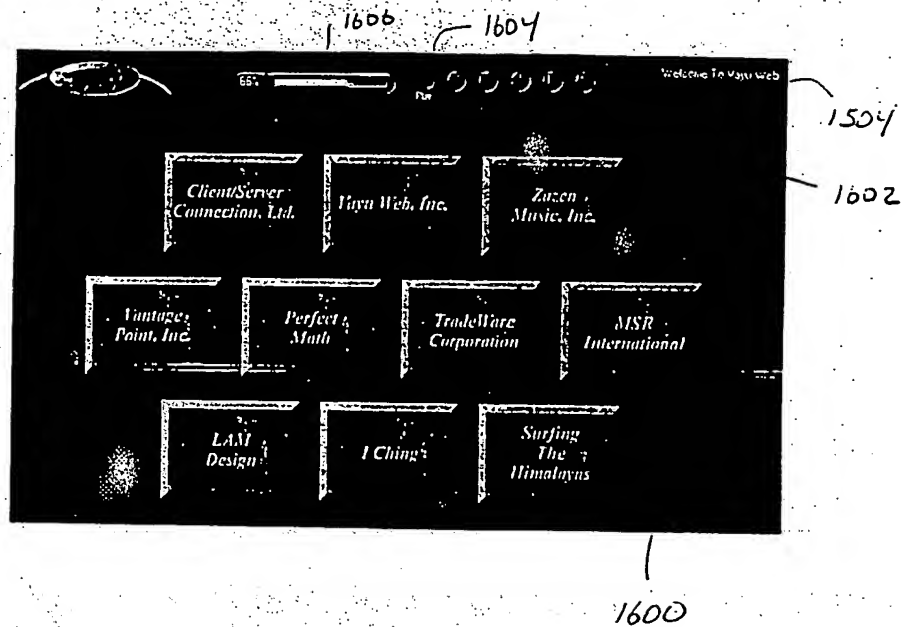 1606
1604
66%
Welcome To Vayu Web
1504
1602
Client/Server
Connection, Ltd.
Vayu Web, Inc.
Zazen
Music, Inc.
Vantage
Point, Inc.
Perfect
Math
TradeWare
Corporation
MSR
International
LAM
Design
I Ching
Surfing
The
Himalayas
1600